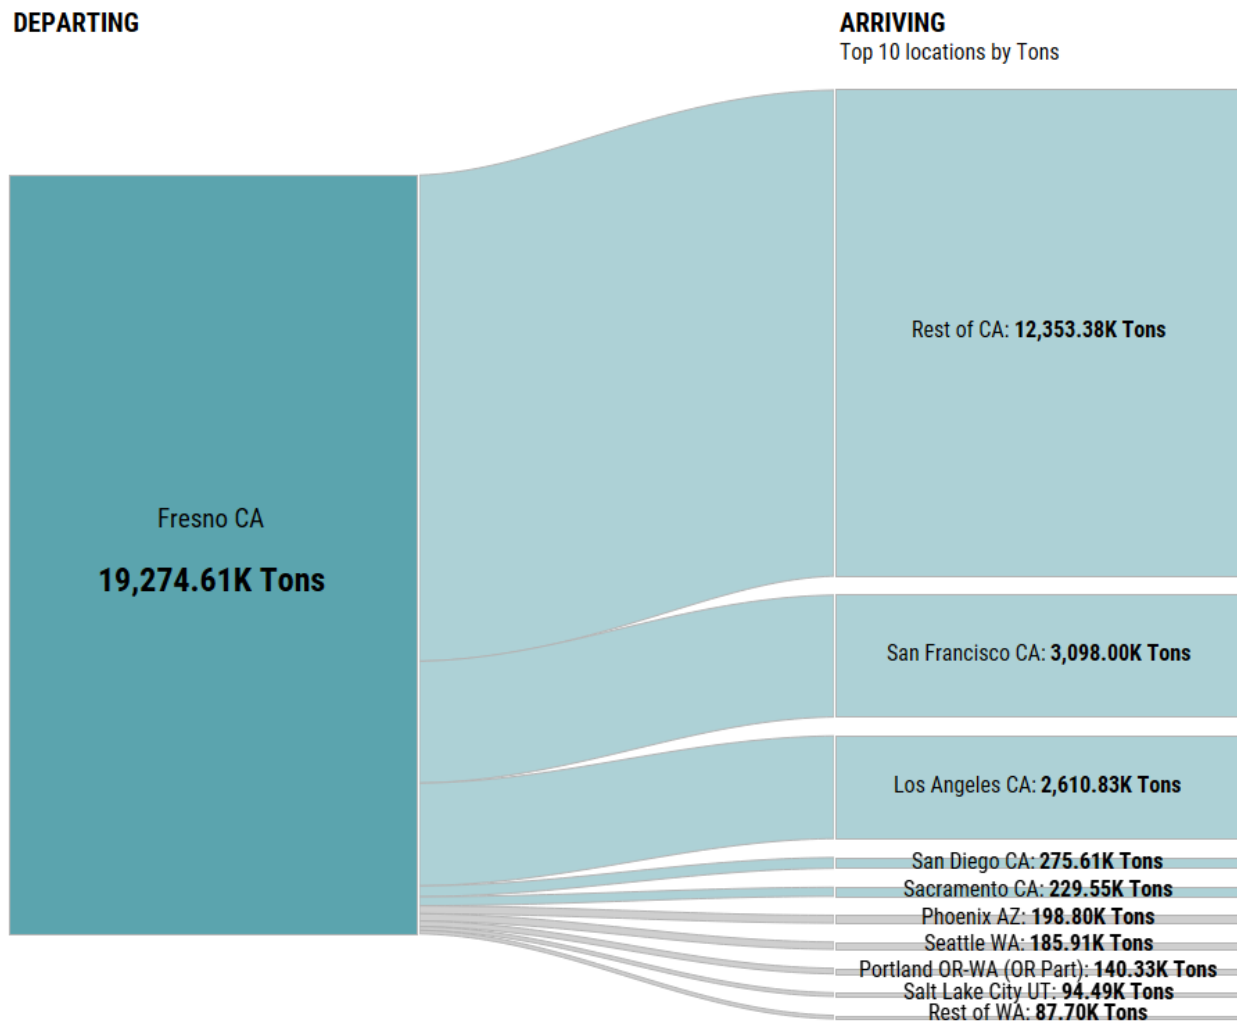 DEPARTING
ARRIVING
Top 10 locations by Tons
Fresno CA
19,274.61K Tons
Rest of CA: 12,353.38K Tons
San Francisco CA: 3,098.00K Tons
Los Angeles CA: 2,610.83K Tons
San Diego CA: 275.61K Tons
Sacramento CA: 229.55K Tons
Phoenix AZ: 198.80K Tons
Seattle WA: 185.91K Tons
Portland OR-WA (OR Part): 140.33K Tons
Salt Lake City UT: 94.49K Tons
Rest of WA: 87.70K Tons